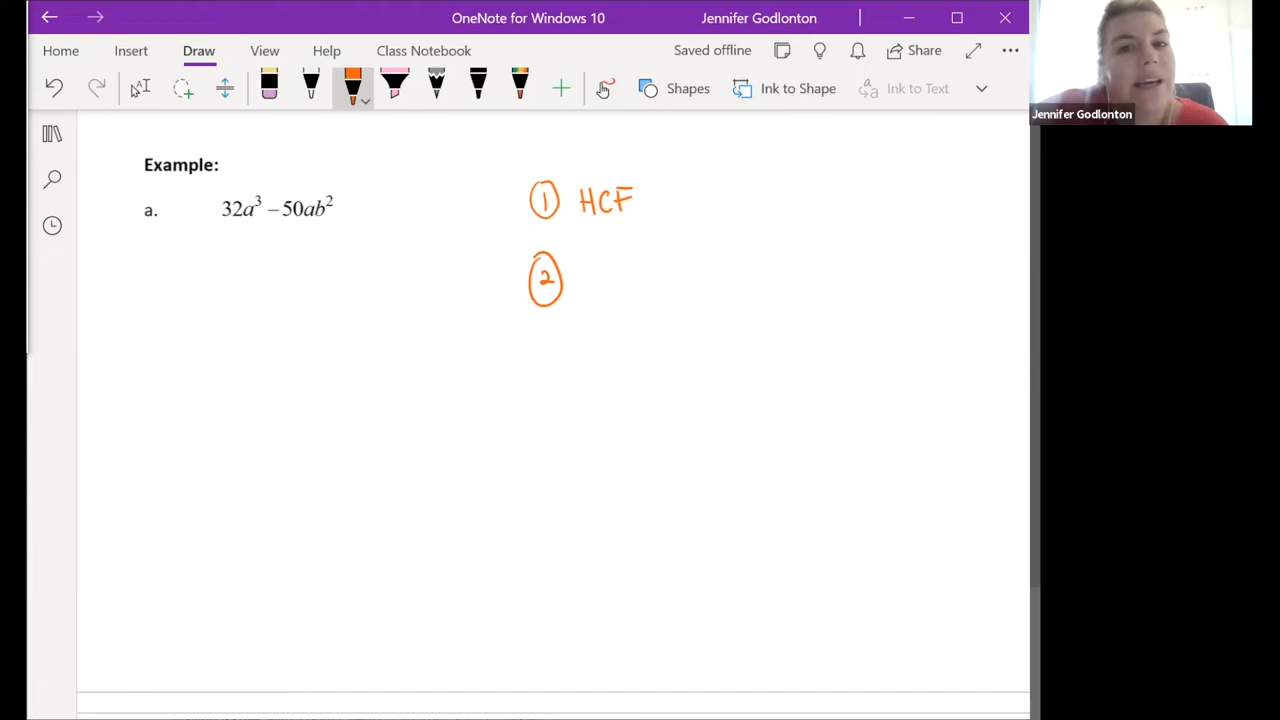 OneNote for Windows 10
Jennifer Godlonton
Home Insert Draw View Help Class Notebook
Saved offline
Share
Shapes
Ink to Shape
Ink to Text
Jennifer Godlonton
Example:
a. 32a³ – 50ab²
① HCF
②